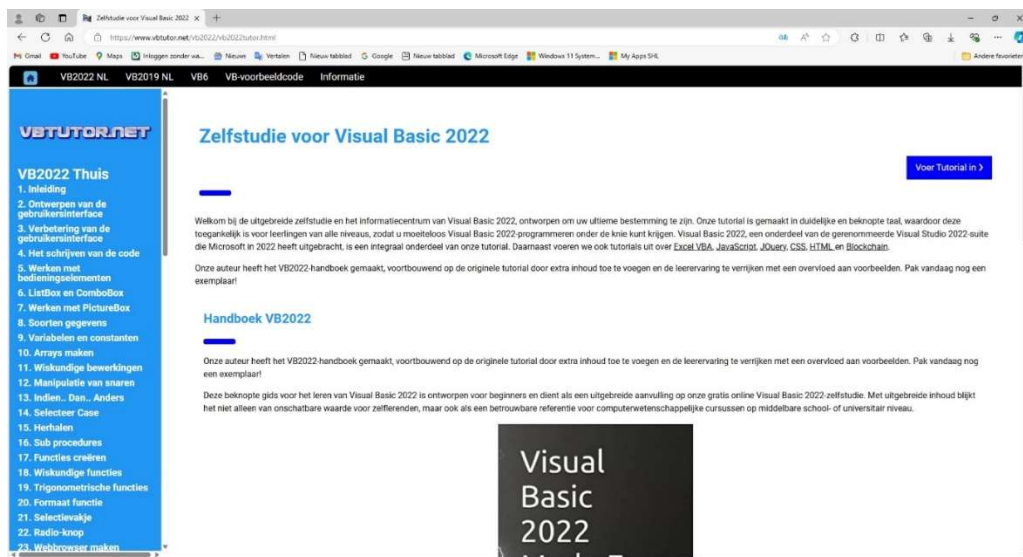 Zelfstudie voor Visual Basic 2022
https://www.vbtutor.net/vb2022/vb2022tutor.html
Gmail YouTube Maps Inloggen zonder wa... Nieuws Vertalen Nieuw tabblad Google Nieuw tabblad Microsoft Edge Windows 11 System... My Apps SHL Andere favorieten
VB2022 NL VB2019 NL VB6 VB-voorbeeldcode Informatie
VBTUTOR.NET
VB2022 Thuis
1. Inleiding
2. Ontwerpen van de
gebruikersinterface
3. Verbetering van de
gebruikersinterface
4. Het schrijven van de code
5. Werken met
bedieningselementen
6. ListBox en ComboBox
7. Werken met PictureBox
8. Soorten gegevens
9. Variabelen en constanten
10. Arrays maken
11. Wiskundige bewerkingen
12. Manipulatie van snaren
13. Indien.. Dan.. Anders
14. Selecteer Case
15. Herhalen
16. Sub procedures
17. Functies creëren
18. Wiskundige functies
19. Trigonometrische functies
20. Formaat functie
21. Selectievakje
22. Radio-knop
23. Webbrowser maken
Zelfstudie voor Visual Basic 2022
Voer Tutorial in
Welkom bij de uitgebreide zelfstudie en het informatiecentrum van Visual Basic 2022, ontworpen om uw ultieme bestemming te zijn. Onze tutorial is gemaakt in duidelijke en beknopte taal, waardoor deze
toegankelijk is voor leerlingen van alle niveaus, zodat u moeiteloos Visual Basic 2022-programmeren onder de knie kunt krijgen. Visual Basic 2022, een onderdeel van de gerenommeerde Visual Studio 2022-suite
die Microsoft in 2022 heeft uitgebracht, is een integraal onderdeel van onze tutorial. Daarnaast voeren we ook tutorials uit over Excel VBA, JavaScript, JQuery, CSS, HTML en Blockchain.
Onze auteur heeft het VB2022-handboek gemaakt, voortbouwend op de originele tutorial door extra inhoud toe te voegen en de leerervaring te verrijken met een overvloed aan voorbeelden. Pak vandaag nog een
exemplaar!
Handboek VB2022
Onze auteur heeft het VB2022-handboek gemaakt, voortbouwend op de originele tutorial door extra inhoud toe te voegen en de leerervaring te verrijken met een overvloed aan voorbeelden. Pak vandaag nog
een exemplaar!
Deze beknopte gids voor het leren van Visual Basic 2022 is ontworpen voor beginners en dient als een uitgebreide aanvulling op onze gratis online Visual Basic 2022-zelfstudie. Met uitgebreide inhoud blijkt
het niet alleen van onschatbare waarde voor zelflerenden, maar ook als een betrouwbare referentie voor computerwetenschappelijke cursussen op middelbare school- of universitair niveau.
Visual
Basic
2022